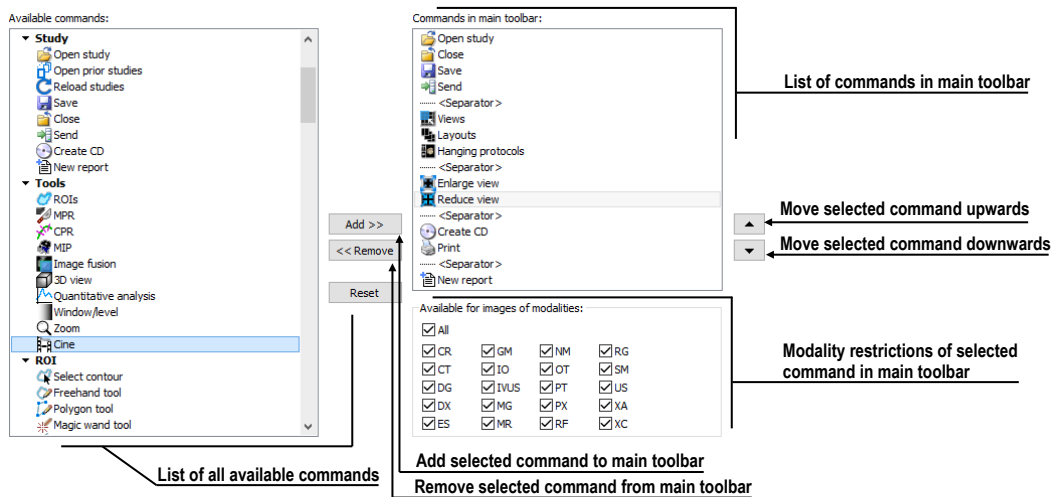 Available commands:
Study
Open study
Open prior studies
Reload studies
Save
Close
Send
Create CD
New report
Tools
ROIs
MPR
CPR
MIP
Image fusion
3D view
Quantitative analysis
Window/level
Zoom
Cine
ROI
Select contour
Freehand tool
Polygon tool
Magic wand tool
Add >>
<< Remove
Reset
Commands in main toolbar:
Open study
Close
Save
Send
<Separator>
Views
Layouts
Hanging protocols
<Separator>
Enlarge view
Reduce view
<Separator>
Create CD
Print
<Separator>
New report
Available for images of modalities:
All
CR GM NM RG
CT IO OT SM
DG IVUS PT US
DX MG PX XA
ES MR RF XC
List of commands in main toolbar
Move selected command upwards
Move selected command downwards
Modality restrictions of selected
command in main toolbar
List of all available commands
Add selected command to main toolbar
Remove selected command from main toolbar